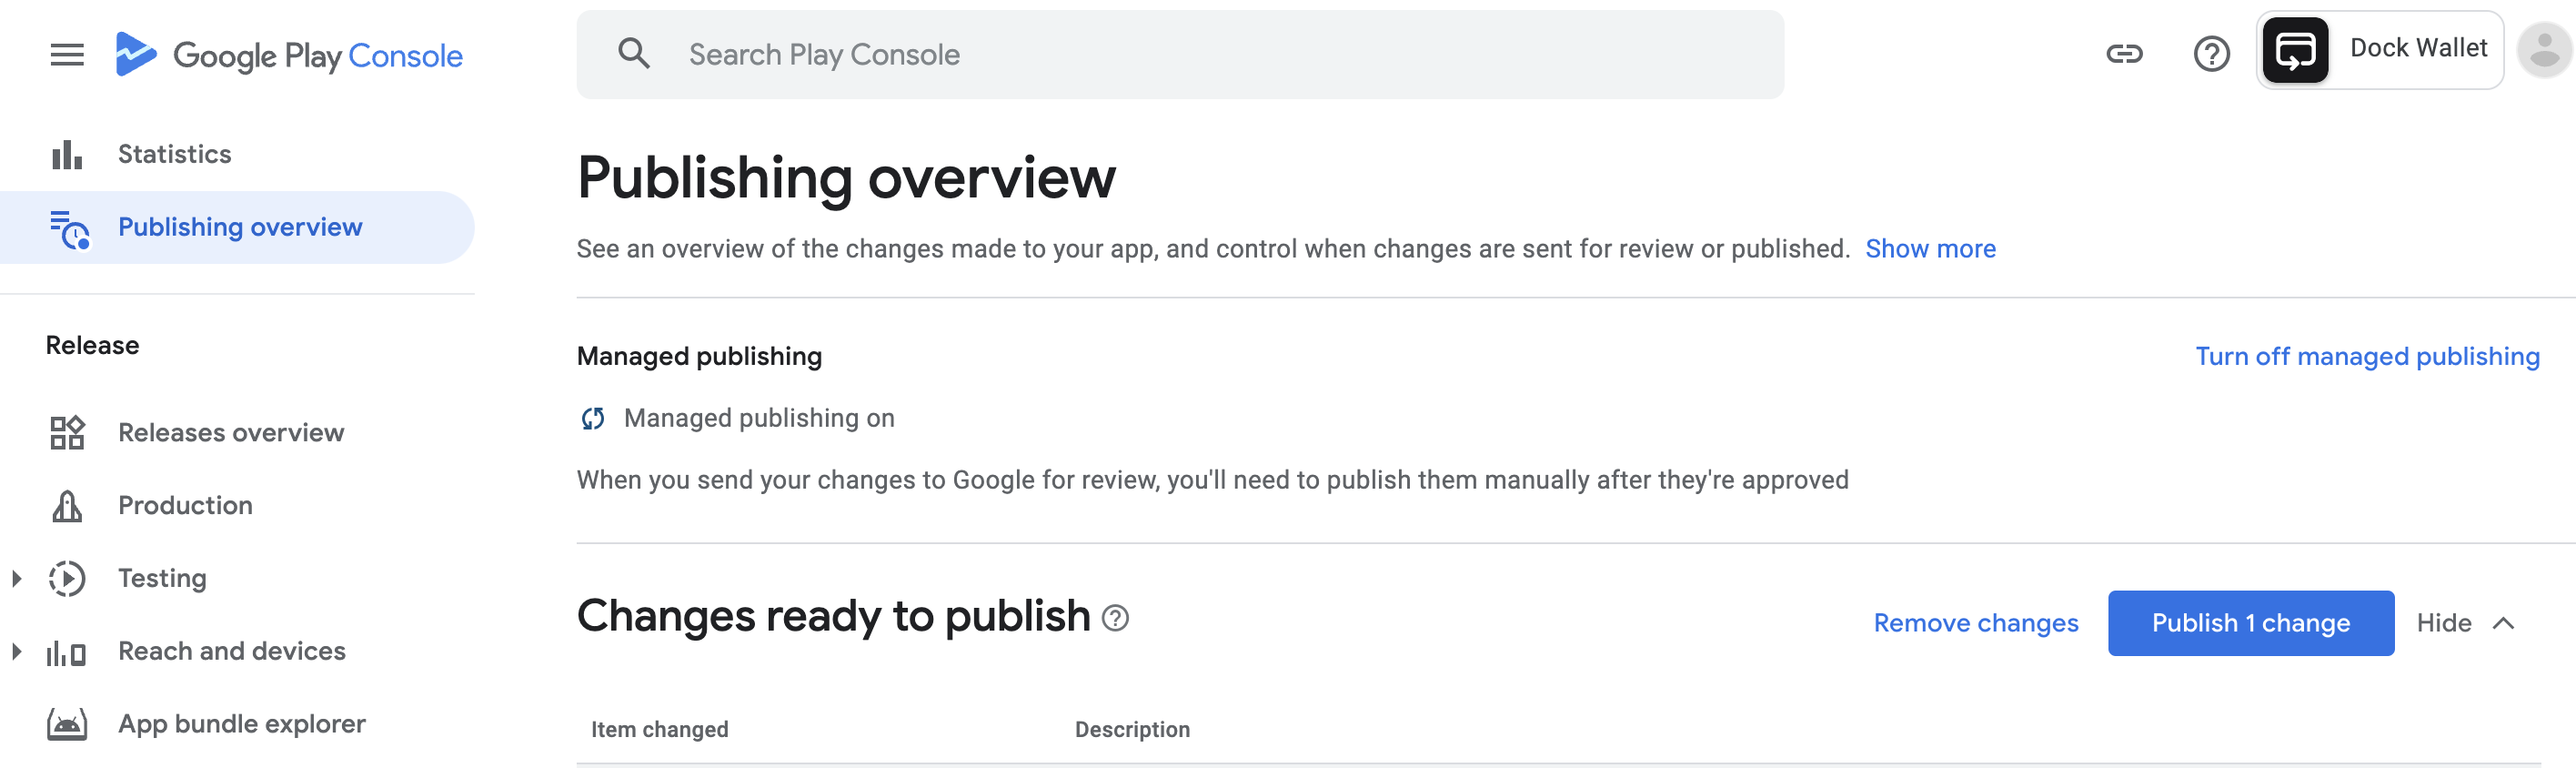 Google Play Console
Search Play Console
Dock Wallet
Statistics
Publishing overview
Release
Releases overview
Production
Testing
Reach and devices
App bundle explorer
Publishing overview
See an overview of the changes made to your app, and control when changes are sent for review or published. Show more
Managed publishing
Turn off managed publishing
Managed publishing on
When you send your changes to Google for review, you'll need to publish them manually after they're approved
Changes ready to publish
Remove changes
Publish 1 change
Hide
Item changed
Description